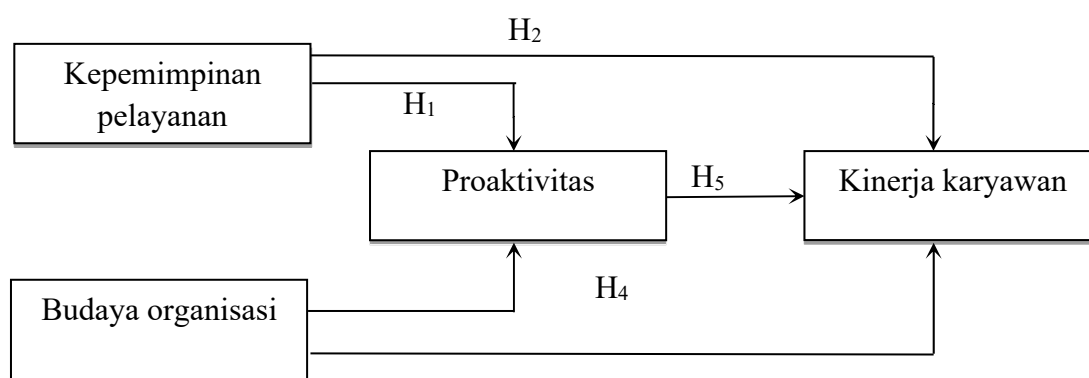 H₂
Kepemimpinan
pelayanan
H₁
Proaktivitas
H₅
Kinerja karyawan
H₄
Budaya organisasi